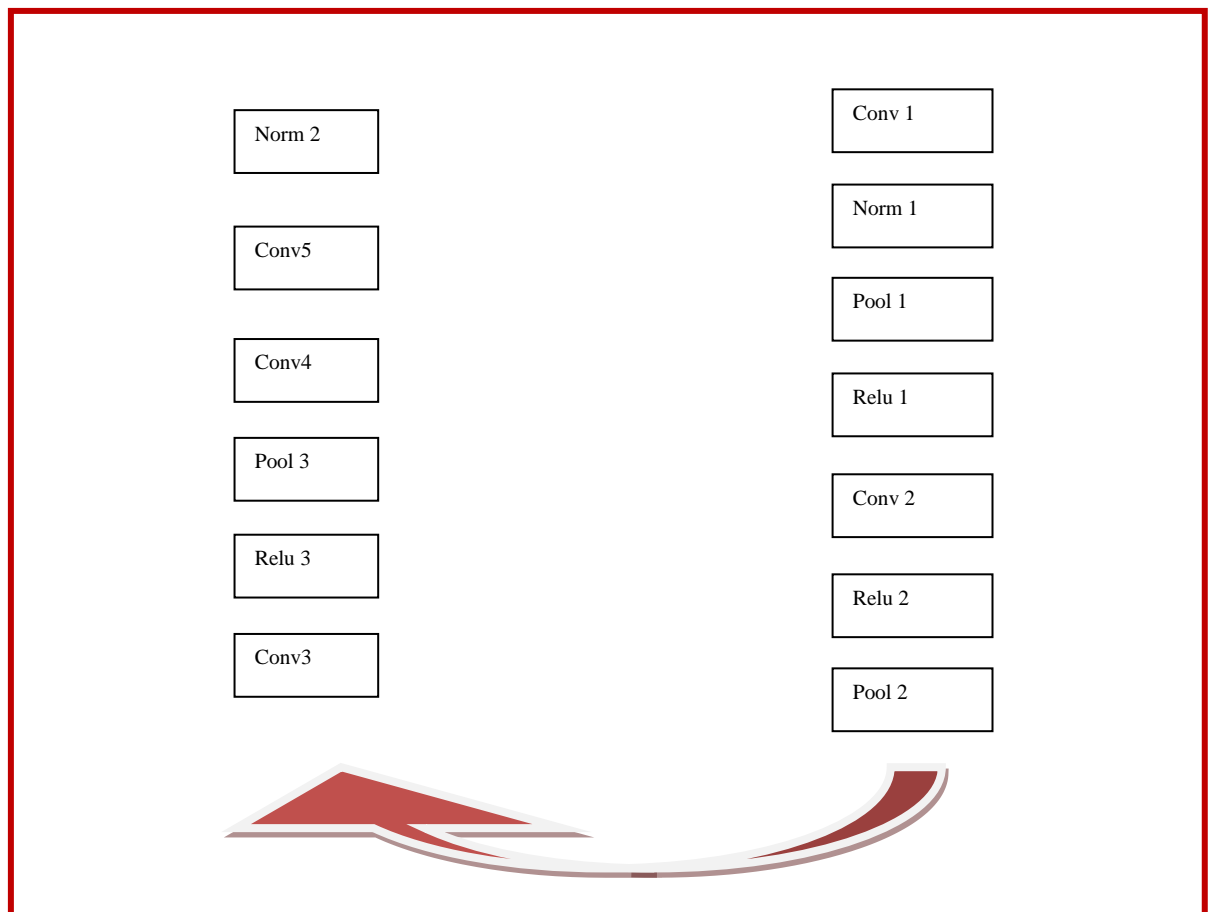 Norm 2
Conv5
Conv4
Pool 3
Relu 3
Conv3
Conv 1
Norm 1
Pool 1
Relu 1
Conv 2
Relu 2
Pool 2